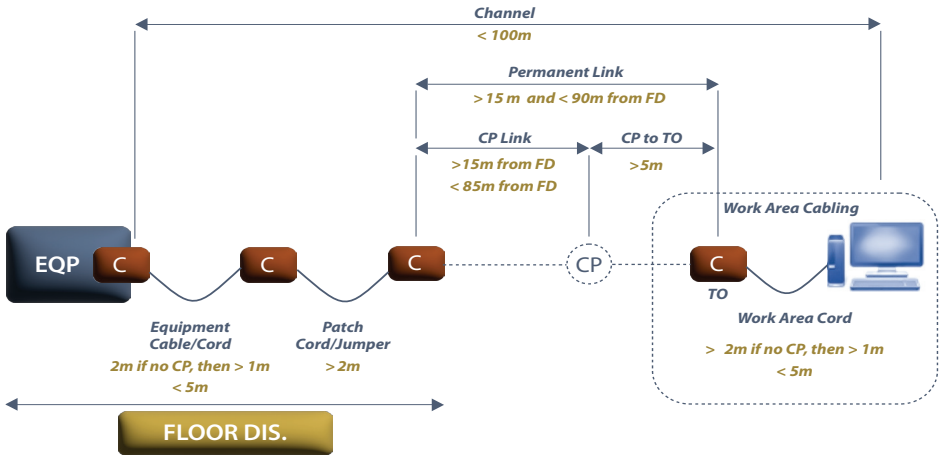 Channel
< 100m
Permanent Link
>15 m and < 90m from FD
CP Link
CP to TO
>15m from FD
< 85m from FD
>5m
Work Area Cabling
EQP
C
C
C
CP
C
TO
Equipment
Cable/Cord
2m if no CP, then > 1m
< 5m
Patch
Cord/Jumper
>2m
Work Area Cord
> 2m if no CP, then > 1m
< 5m
FLOOR DIS.